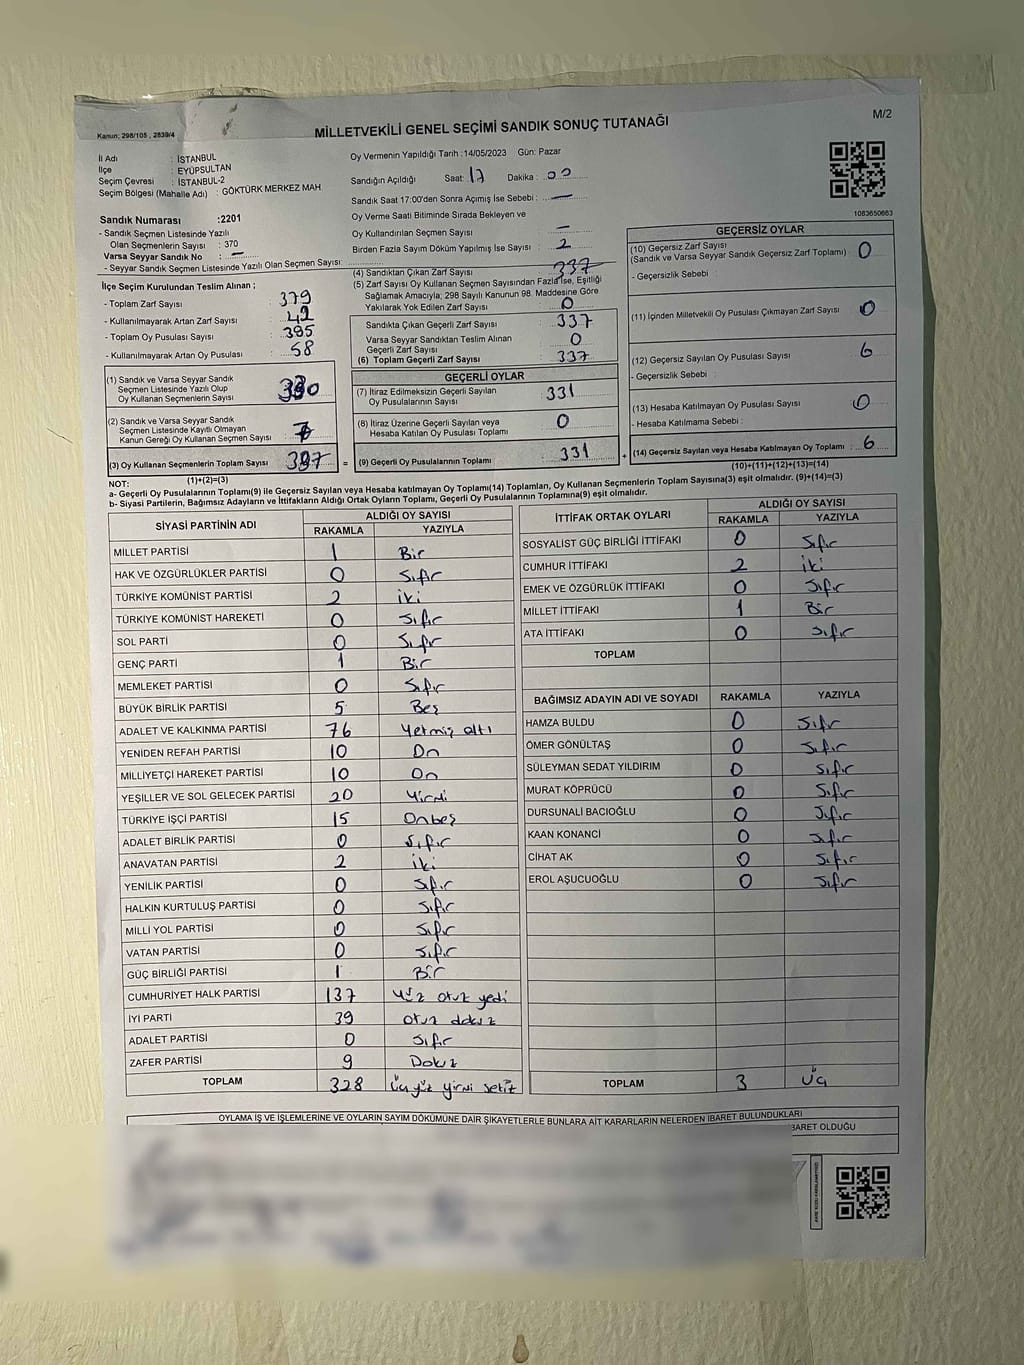 M/2
Kanun; 298/105 , 2839/4
MİLLETVEKİLİ GENEL SEÇİMİ SANDIK SONUÇ TUTANAĞI
İl Adı : İSTANBUL
İlçe : EYÜPSULTAN
Seçim Çevresi : İSTANBUL-2
Seçim Bölgesi (Mahalle Adı) : GÖKTÜRK MERKEZ MAH.
Sandık Numarası :2201
- Sandık Seçmen Listesinde Yazılı
Olan Seçmenlerin Sayısı : 370
Varsa Seyyar Sandık No : —
- Seyyar Sandık Seçmen Listesinde Yazılı Olan Seçmen Sayısı
Oy Vermenin Yapıldığı Tarih :14/05/2023 Gün: Pazar
Sandığın Açıldığı Saat: 17 Dakika : 00
Sandık Saat 17:00'den Sonra Açımış İse Sebebi : —
Oy Verme Saati Bitiminde Sırada Bekleyen ve
Oy Kullandırılan Seçmen Sayısı —
Birden Fazla Sayım Döküm Yapılmış İse Sayısı : 2
1083650663
İlçe Seçim Kurulundan Teslim Alınan ;
- Toplam Zarf Sayısı : 379
- Kullanılmayarak Artan Zarf Sayısı : 42
- Toplam Oy Pusulası Sayısı : 395
- Kullanılmayarak Artan Oy Pusulası : 58
(1) Sandık ve Varsa Seyyar Sandık
Seçmen Listesinde Yazılı Olup
Oy Kullanan Seçmenlerin Sayısı
(2) Sandık ve Varsa Seyyar Sandık
Seçmen Listesinde Kayıtlı Olmayan
Kanun Gereği Oy Kullanan Seçmen Sayısı 7
(3) Oy Kullanan Seçmenlerin Toplam Sayısı
(4) Sandıktan Çıkan Zarf Sayısı : 337
(5) Zarf Sayısı Oy Kullanan Seçmen Sayısından Fazla İse, Eşitliği
Sağlamak Amacıyla; 298 Sayılı Kanunun 98. Maddesine Göre
Yakılarak Yok Edilen Zarf Sayısı : 0
Sandıkta Çıkan Geçerli Zarf Sayısı : 337
Varsa Seyyar Sandıktan Teslim Alınan
Geçerli Zarf Sayısı : 0
(6) Toplam Geçerli Zarf Sayısı : 337
GEÇERLİ OYLAR
(7) İtiraz Edilmeksizin Geçerli Sayılan
Oy Pusulalarının Sayısı : 331
(8) İtiraz Üzerine Geçerli Sayılan veya
Hesaba Katılan Oy Pusulası Toplamı : 0
= (9) Geçerli Oy Pusulalarının Toplamı : 331
GEÇERSİZ OYLAR
(10) Geçersiz Zarf Sayısı
(Sandık ve Varsa Seyyar Sandık Geçersiz Zarf Toplamı) : 0
- Geçersizlik Sebebi :
(11) İçinden Milletvekili Oy Pusulası Çıkmayan Zarf Sayısı : 0
(12) Geçersiz Sayılan Oy Pusulası Sayısı : 6
- Geçersizlik Sebebi :
(13) Hesaba Katılmayan Oy Pusulası Sayısı : 0
- Hesaba Katılmama Sebebi :
+ (14) Geçersiz Sayılan veya Hesaba Katılmayan Oy Toplamı : 6
NOT: (1)+(2)=(3) (10)+(11)+(12)+(13)=(14)
a- Geçerli Oy Pusulalarının Toplamı(9) ile Geçersiz Sayılan veya Hesaba Katılmayan Oy Toplamı(14) Toplamları, Oy Kullanan Seçmenlerin Toplam Sayısına(3) eşit olmalıdır. (9)+(14)=(3)
b- Siyasi Partilerin, Bağımsız Adayların ve İttifakların Aldığı Ortak Oyların Toplamı, Geçerli Oy Pusulalarının Toplamına(9) eşit olmalıdır.
SİYASİ PARTİNİN ADI ALDIĞI OY SAYISI
RAKAMLA YAZIYLA
MİLLET PARTİSİ 1 Bir
HAK VE ÖZGÜRLÜKLER PARTİSİ 0 Sıfır
TÜRKİYE KOMÜNİST PARTİSİ 2 iki
TÜRKİYE KOMÜNİST HAREKETİ 0 Sıfır
SOL PARTİ 0 Sıfır
GENÇ PARTİ 1 Bir
MEMLEKET PARTİSİ 0 Sıfır
BÜYÜK BİRLİK PARTİSİ 5 Beş
ADALET VE KALKINMA PARTİSİ 76 Yetmiş altı
YENİDEN REFAH PARTİSİ 10 On
MİLLİYETÇİ HAREKET PARTİSİ 10 On
YEŞİLLER VE SOL GELECEK PARTİSİ 20 Yirmi
TÜRKİYE İŞÇİ PARTİSİ 15 Onbeş
ADALET BİRLİK PARTİSİ 0 Sıfır
ANAVATAN PARTİSİ 2 iki
YENİLİK PARTİSİ 0 Sıfır
HALKIN KURTULUŞ PARTİSİ 0 Sıfır
MİLLİ YOL PARTİSİ 0 Sıfır
VATAN PARTİSİ 0 Sıfır
GÜÇ BİRLİĞİ PARTİSİ 1 Bir
CUMHURİYET HALK PARTİSİ 137 Yüz otuz yedi
İYİ PARTİ 39 otuz dokuz
ADALET PARTİSİ 0 Sıfır
ZAFER PARTİSİ 9 Dokuz
TOPLAM 328 Üçyüz yirmi sekiz
İTTİFAK ORTAK OYLARI ALDIĞI OY SAYISI
RAKAMLA YAZIYLA
SOSYALİST GÜÇ BİRLİĞİ İTTİFAKI 0 Sıfır
CUMHUR İTTİFAKI 2 iki
EMEK VE ÖZGÜRLÜK İTTİFAKI 0 Sıfır
MİLLET İTTİFAKI 1 Bir
ATA İTTİFAKI 0 Sıfır
TOPLAM
BAĞIMSIZ ADAYIN ADI VE SOYADI RAKAMLA YAZIYLA
HAMZA BULDU 0 Sıfır
ÖMER GÖNÜLTAŞ 0 Sıfır
SÜLEYMAN SEDAT YILDIRIM 0 Sıfır
MURAT KÖPRÜCÜ 0 Sıfır
DURSUNALİ BACIOĞLU 0 Sıfır
KAAN KONANCİ 0 Sıfır
CİHAT AK 0 Sıfır
EROL AŞUCUOĞLU 0 Sıfır
TOPLAM 3 Üç
OYLAMA İŞ VE İŞLEMLERİNE VE OYLARIN SAYIM DÖKÜMÜNE DAİR ŞİKAYETLERLE BUNLARA AİT KARARLARIN NELERDEN İBARET BULUNDUKLARI
BARET OLDUĞU